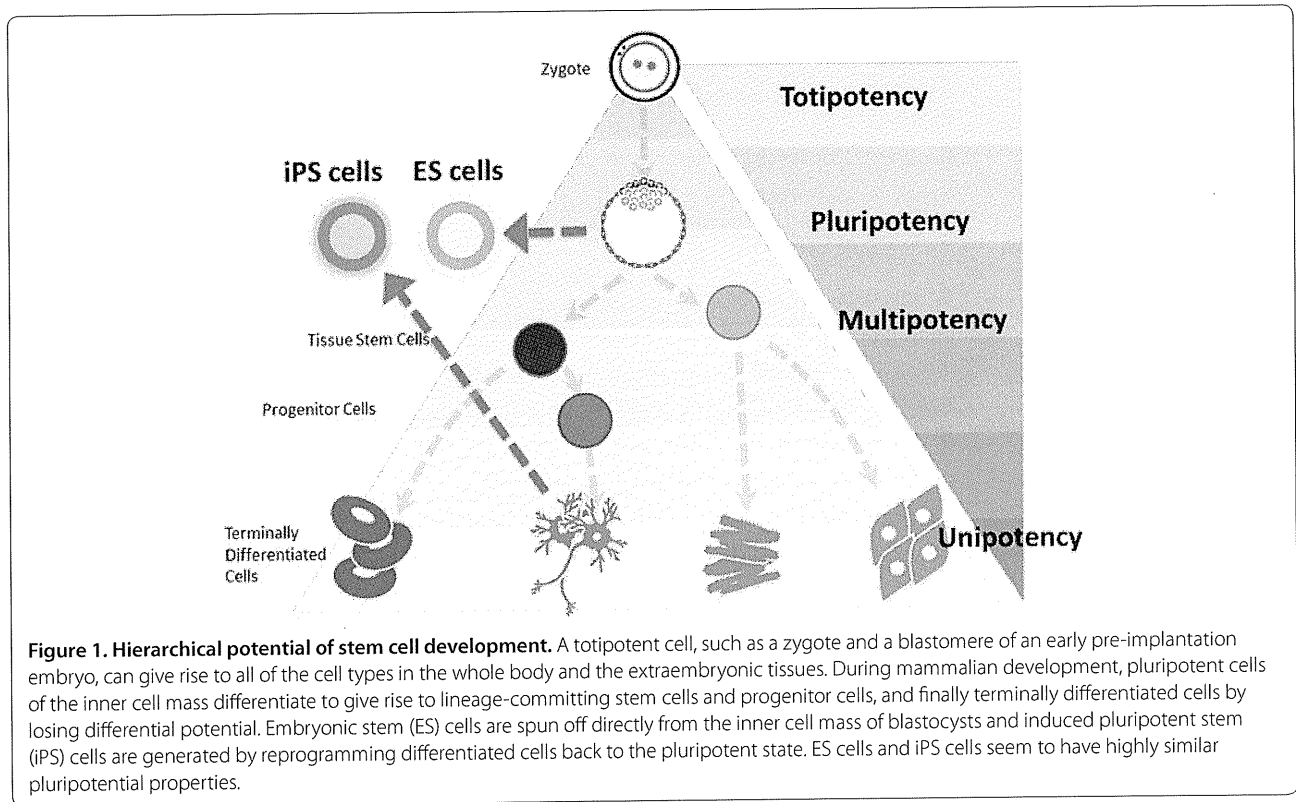 Zygote
Totipotency
iPS cells ES cells
Pluripotency
Multipotency
Tissue Stem Cells
Progenitor Cells
Terminally
Differentiated
Cells
Unipotency
Figure 1. Hierarchical potential of stem cell development. A totipotent cell, such as a zygote and a blastomere of an early pre-implantation
embryo, can give rise to all of the cell types in the whole body and the extraembryonic tissues. During mammalian development, pluripotent cells
of the inner cell mass differentiate to give rise to lineage-committing stem cells and progenitor cells, and finally terminally differentiated cells by
losing differential potential. Embryonic stem (ES) cells are spun off directly from the inner cell mass of blastocysts and induced pluripotent stem
(iPS) cells are generated by reprogramming differentiated cells back to the pluripotent state. ES cells and iPS cells seem to have highly similar
pluripotential properties.